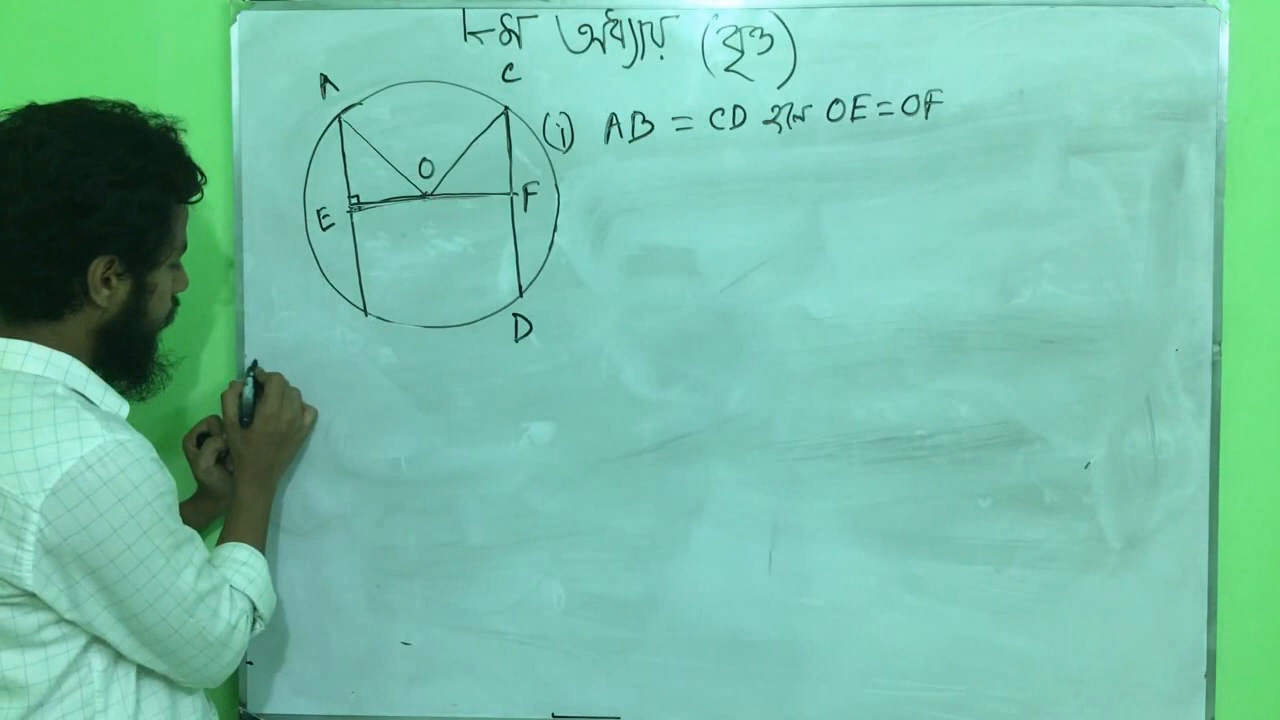 ৮ম অধ্যায় (বৃত্ত)
A
C
(i) AB = CD হলে OE = OF
O
E
F
D